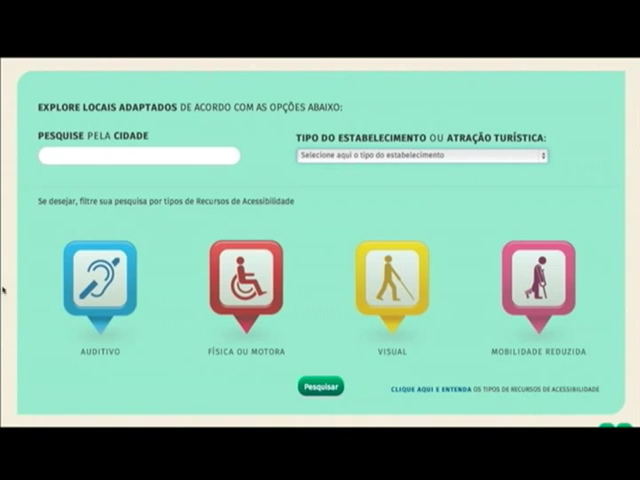 EXPLORE LOCAIS ADAPTADOS DE ACORDO COM AS OPÇÕES ABAIXO:
PESQUISE PELA CIDADE
TIPO DO ESTABELECIMENTO OU ATRAÇÃO TURÍSTICA:
Selecione aqui o tipo do estabelecimento
Se desejar, filtre sua pesquisa por tipos de Recursos de Acessibilidade
AUDITIVO
FÍSICA OU MOTORA
VISUAL
MOBILIDADE REDUZIDA
Pesquisar
CLIQUE AQUI E ENTENDA OS TIPOS DE RECURSOS DE ACESSIBILIDADE